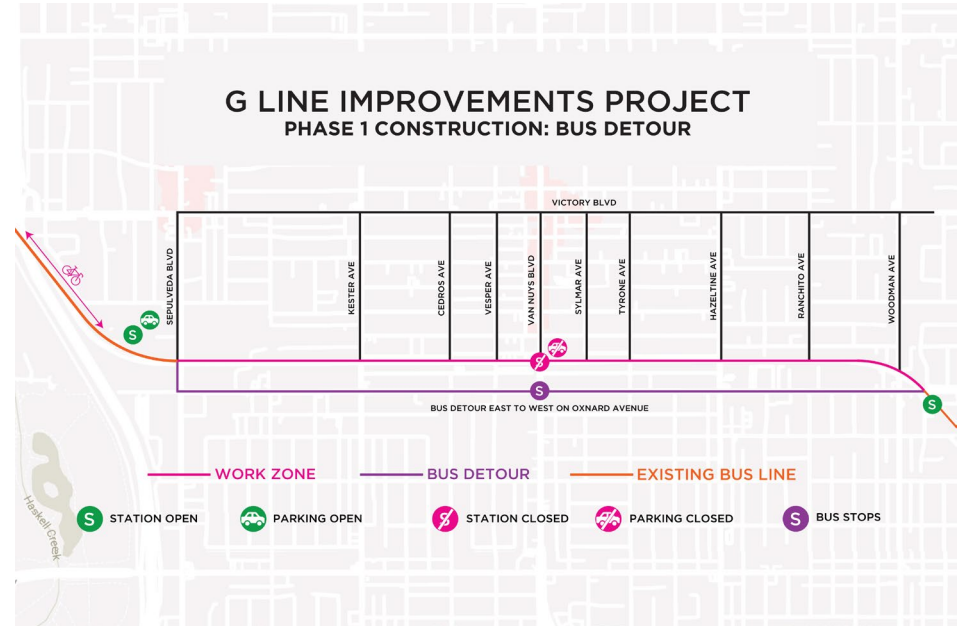 G LINE IMPROVEMENTS PROJECT
PHASE 1 CONSTRUCTION: BUS DETOUR
VICTORY BLVD
SEPULVEDA BLVD
KESTER AVE
CEDROS AVE
VESPER AVE
VAN NUYS BLVD
SYLMAR AVE
TYRONE AVE
HAZELTINE AVE
RANCHITO AVE
WOODMAN AVE
S
S
S
S
BUS DETOUR EAST TO WEST ON OXNARD AVENUE
WORK ZONE
BUS DETOUR
EXISTING BUS LINE
S STATION OPEN
PARKING OPEN
S STATION CLOSED
PARKING CLOSED
S BUS STOPS
Haskell Creek